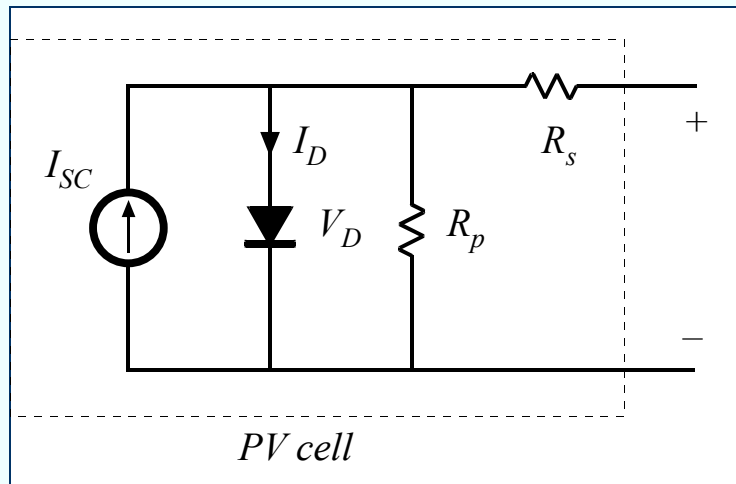 +
I_D
R_s
I_SC
V_D
R_p
–
PV cell